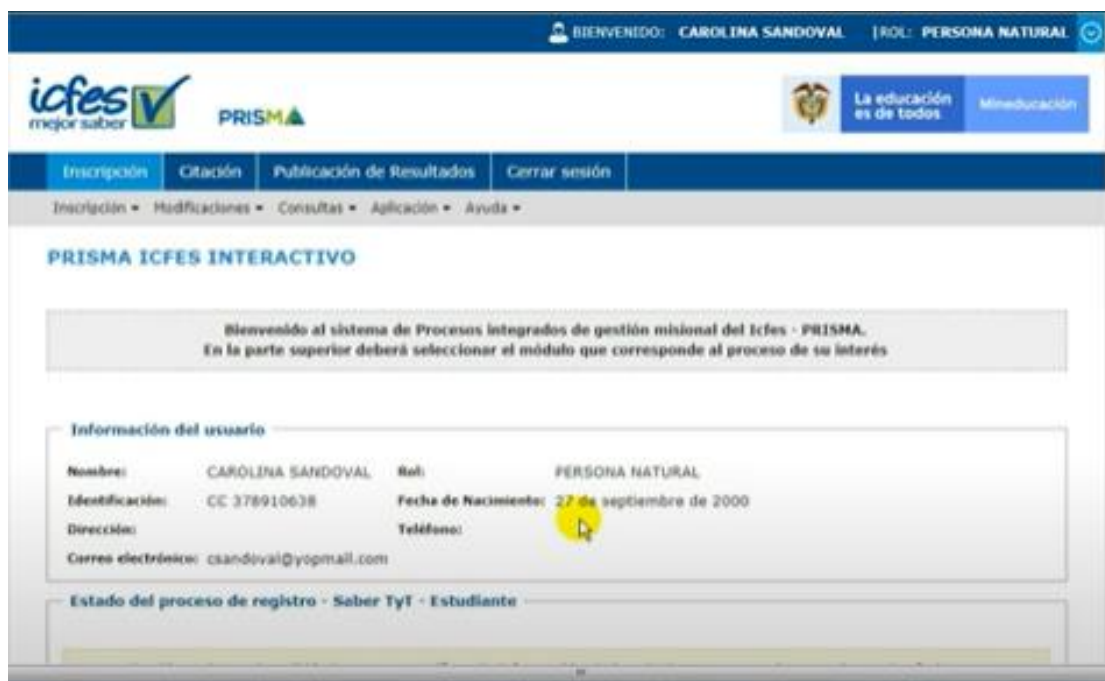 BIENVENIDO: CAROLINA SANDOVAL |ROL: PERSONA NATURAL
icfes
mejor saber
PRISMA
La educación
es de todos
Mineducación
Inscripción Citación Publicación de Resultados Cerrar sesión
Inscripción Modificaciones Consultas Aplicación Ayuda
PRISMA ICFES INTERACTIVO
Bienvenido al sistema de Procesos integrados de gestión misional del Icfes - PRISMA.
En la parte superior deberá seleccionar el módulo que corresponde al proceso de su interés
Información del usuario
Nombre: CAROLINA SANDOVAL Rol: PERSONA NATURAL
Identificación: CC 378910638 Fecha de Nacimiento: 27 de septiembre de 2000
Dirección: Teléfono:
Correo electrónico: csandoval@yopmail.com
Estado del proceso de registro - Saber TyT - Estudiante